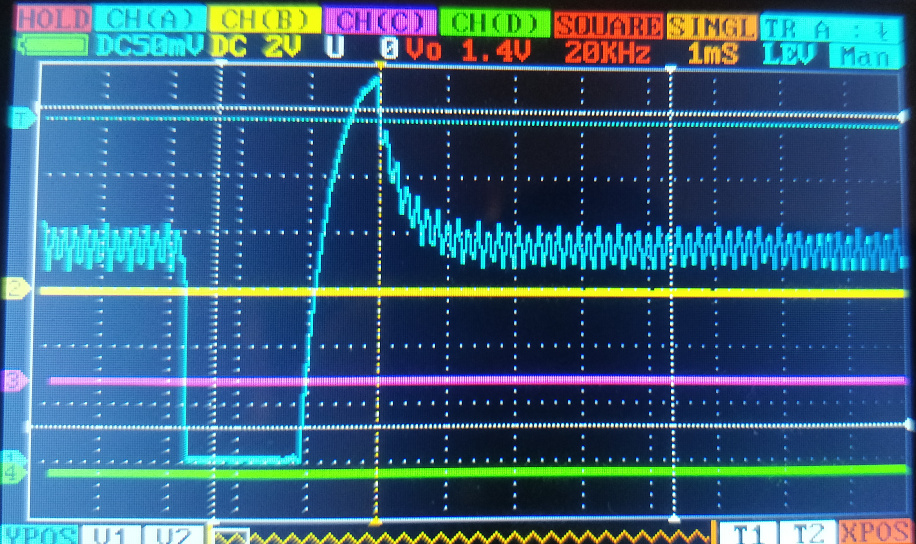 HOLD CH(A) CH(B) CH(C) CH(D) SQUARE SINGL TR A :
DC50mV DC 2V U 0 Vo 1.4V 20KHz 1mS LEV Man
T
2
3
4
YPOS V1 V2 T1 T2 XPOS